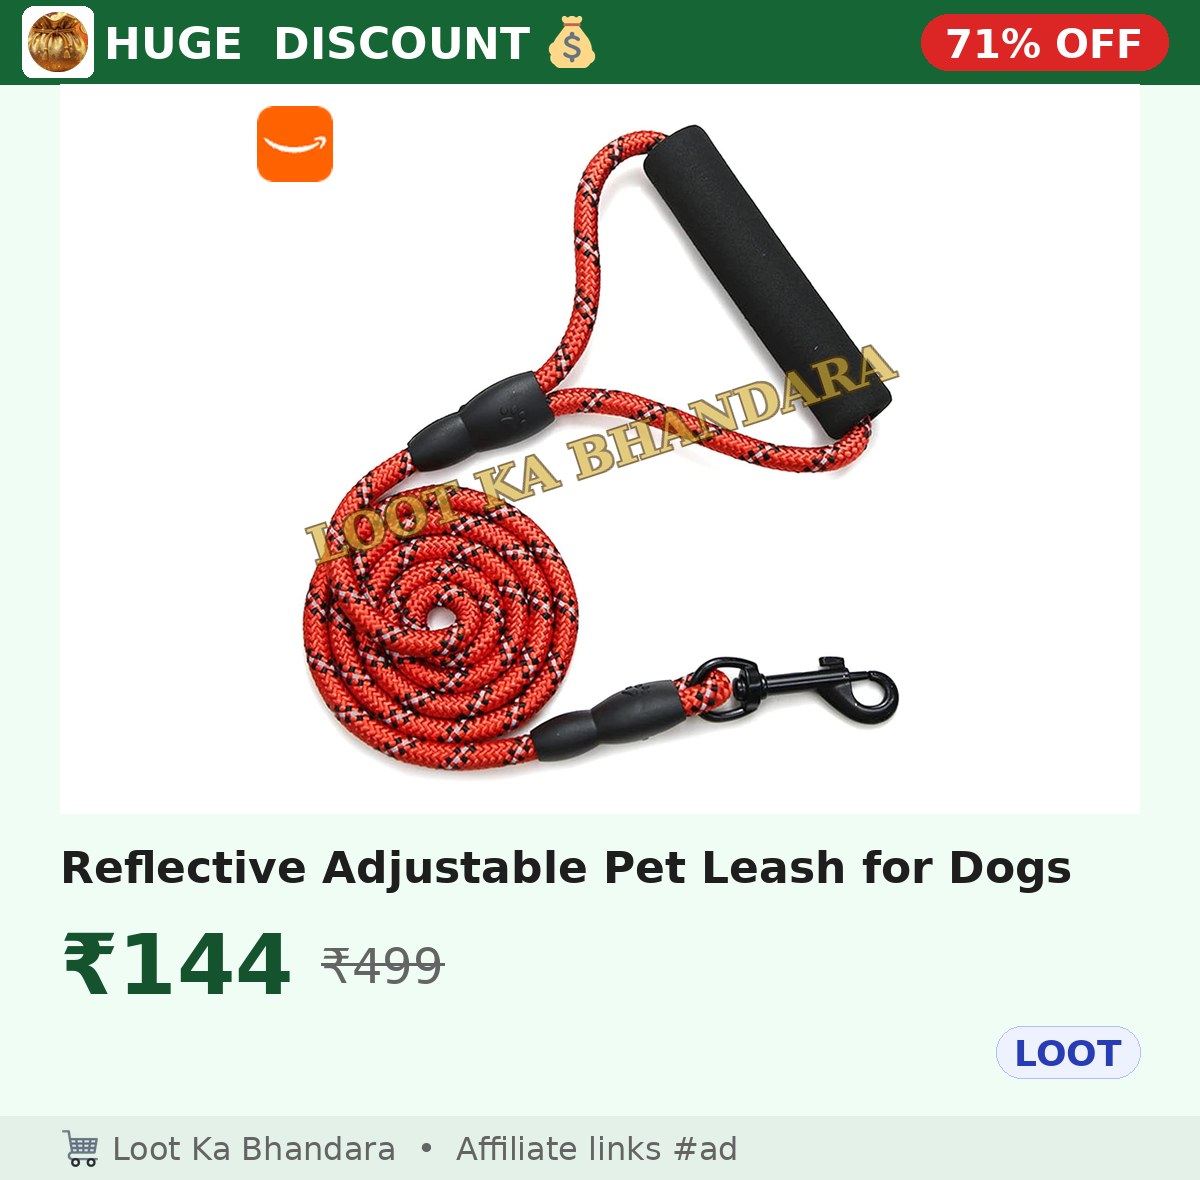 HUGE DISCOUNT
71% OFF
LOOT KA BHANDARA
Reflective Adjustable Pet Leash for Dogs
₹144 ₹499
LOOT
Loot Ka Bhandara • Affiliate links #ad